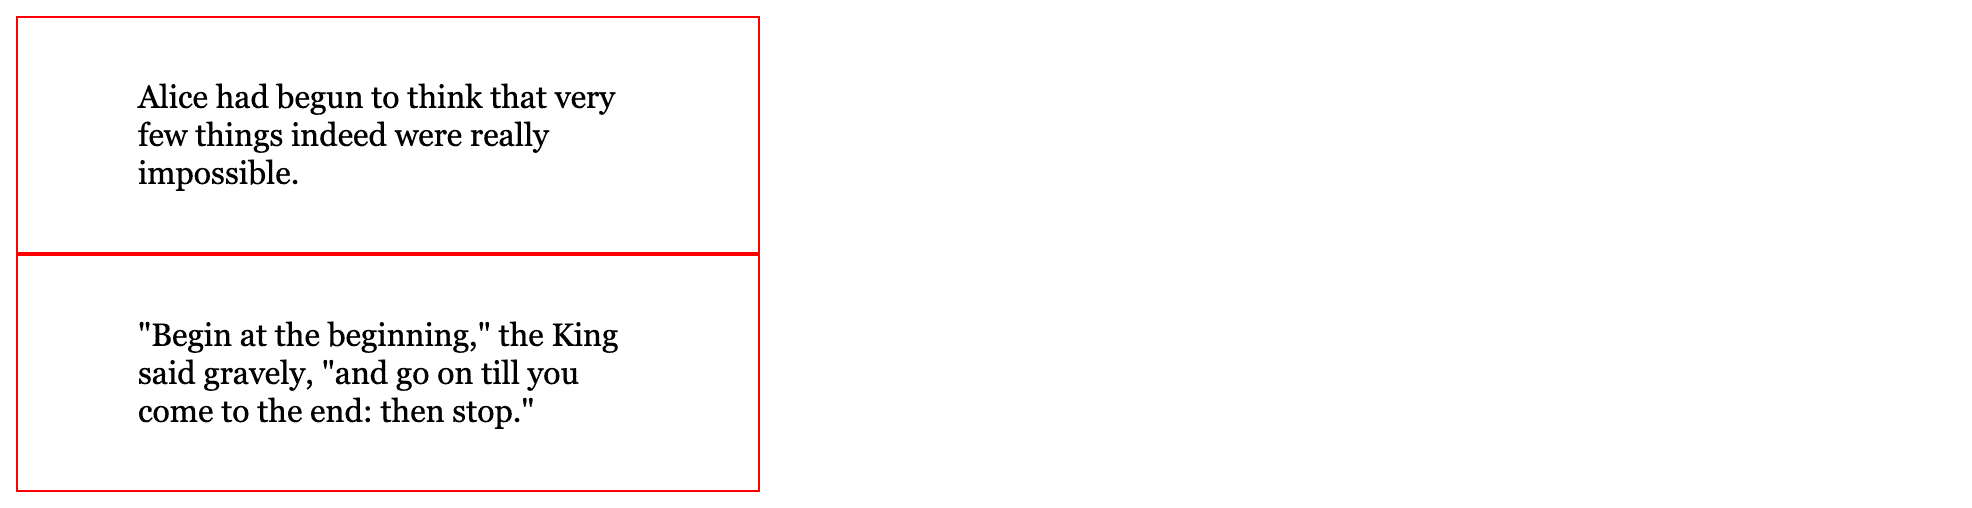 Alice had begun to think that very
few things indeed were really
impossible.
"Begin at the beginning," the King
said gravely, "and go on till you
come to the end: then stop."